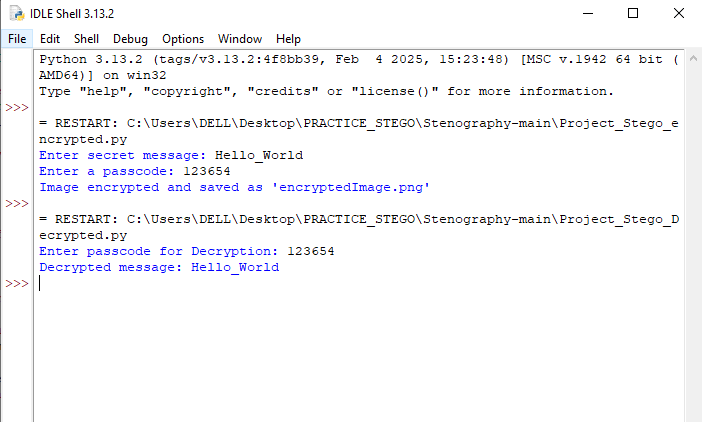 IDLE Shell 3.13.2
File Edit Shell Debug Options Window Help
Python 3.13.2 (tags/v3.13.2:4f8bb39, Feb  4 2025, 15:23:48) [MSC v.1942 64 bit (
AMD64)] on win32
Type "help", "copyright", "credits" or "license()" for more information.
>>>
= RESTART: C:\Users\DELL\Desktop\PRACTICE_STEGO\Stenography-main\Project_Stego_e
ncrypted.py
Enter secret message: Hello_World
Enter a passcode: 123654
Image encrypted and saved as 'encryptedImage.png'
>>>
= RESTART: C:\Users\DELL\Desktop\PRACTICE_STEGO\Stenography-main\Project_Stego_D
ecrypted.py
Enter passcode for Decryption: 123654
Decrypted message: Hello_World
>>>